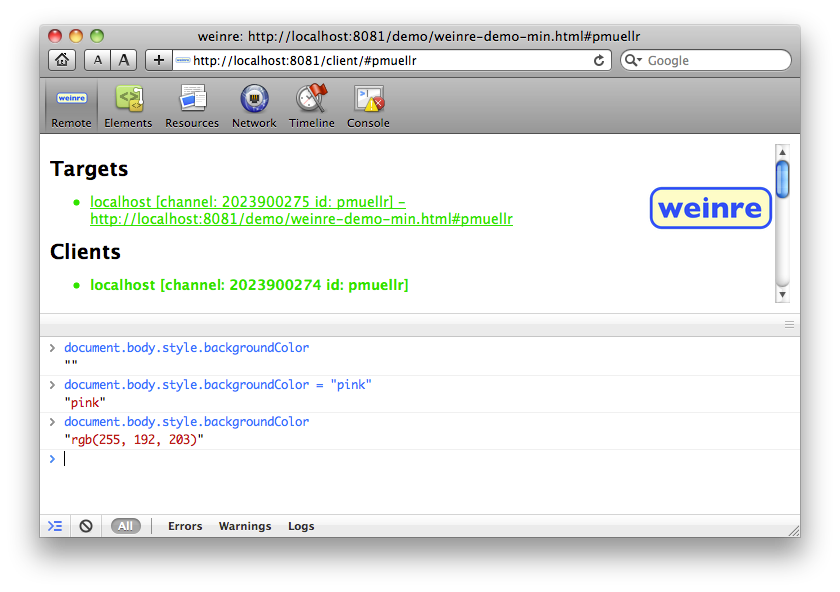 weinre: http://localhost:8081/demo/weinre-demo-min.html#pmuellr
A A + http://localhost:8081/client/#pmuellr Google
weinre
Remote Elements Resources Network Timeline Console
Targets
localhost [channel: 2023900275 id: pmuellr] –
http://localhost:8081/demo/weinre-demo-min.html#pmuellr
weinre
Clients
localhost [channel: 2023900274 id: pmuellr]
> document.body.style.backgroundColor
""
> document.body.style.backgroundColor = "pink"
"pink"
> document.body.style.backgroundColor
"rgb(255, 192, 203)"
>
All Errors Warnings Logs